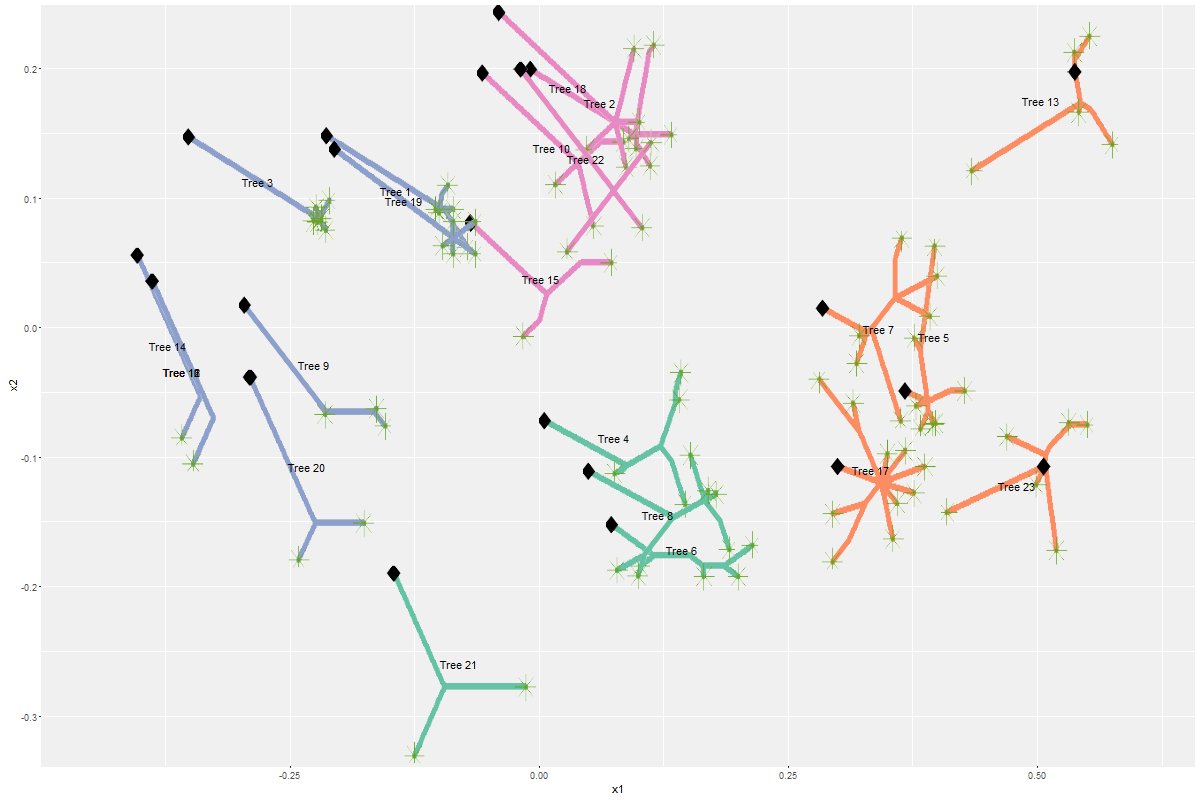 0.2
0.1
0.0
-0.1
-0.2
-0.3
x2
Tree 18
Tree 2
Tree 13
Tree 10
Tree 22
Tree 3
Tree 1
Tree 19
Tree 15
Tree 7
Tree 5
Tree 14
Tree 9
Tree 4
Tree 20
Tree 17
Tree 23
Tree 8
Tree 6
Tree 21
-0.25
0.00
0.25
0.50
x1